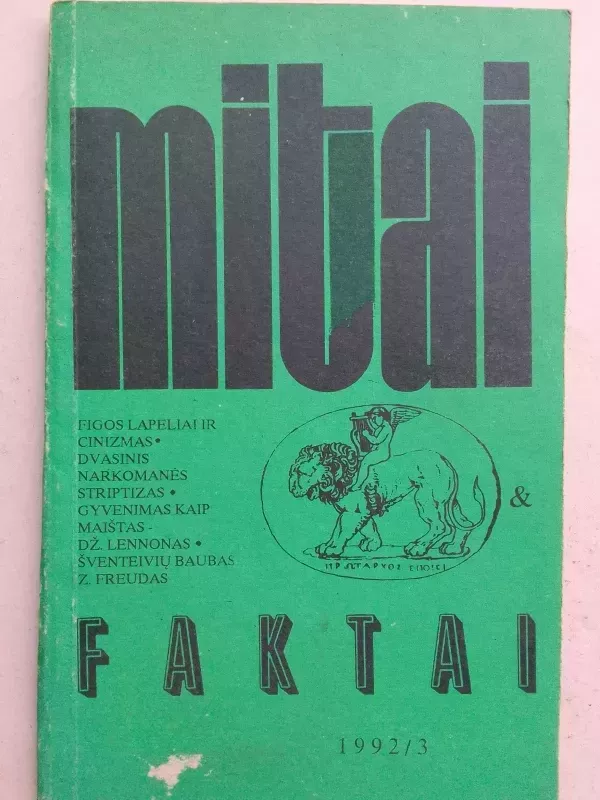 mitai
FIGOS LAPELIAI IR
CINIZMAS •
DVASINIS
NARKOMANĖS
STRIPTIZAS •
GYVENIMAS KAIP
MAIŠTAS -
DŽ. LENNONAS •
ŠVENTEIVIŲ BAUBAS
Z. FREUDAS
&
FAKTAI
1992/3